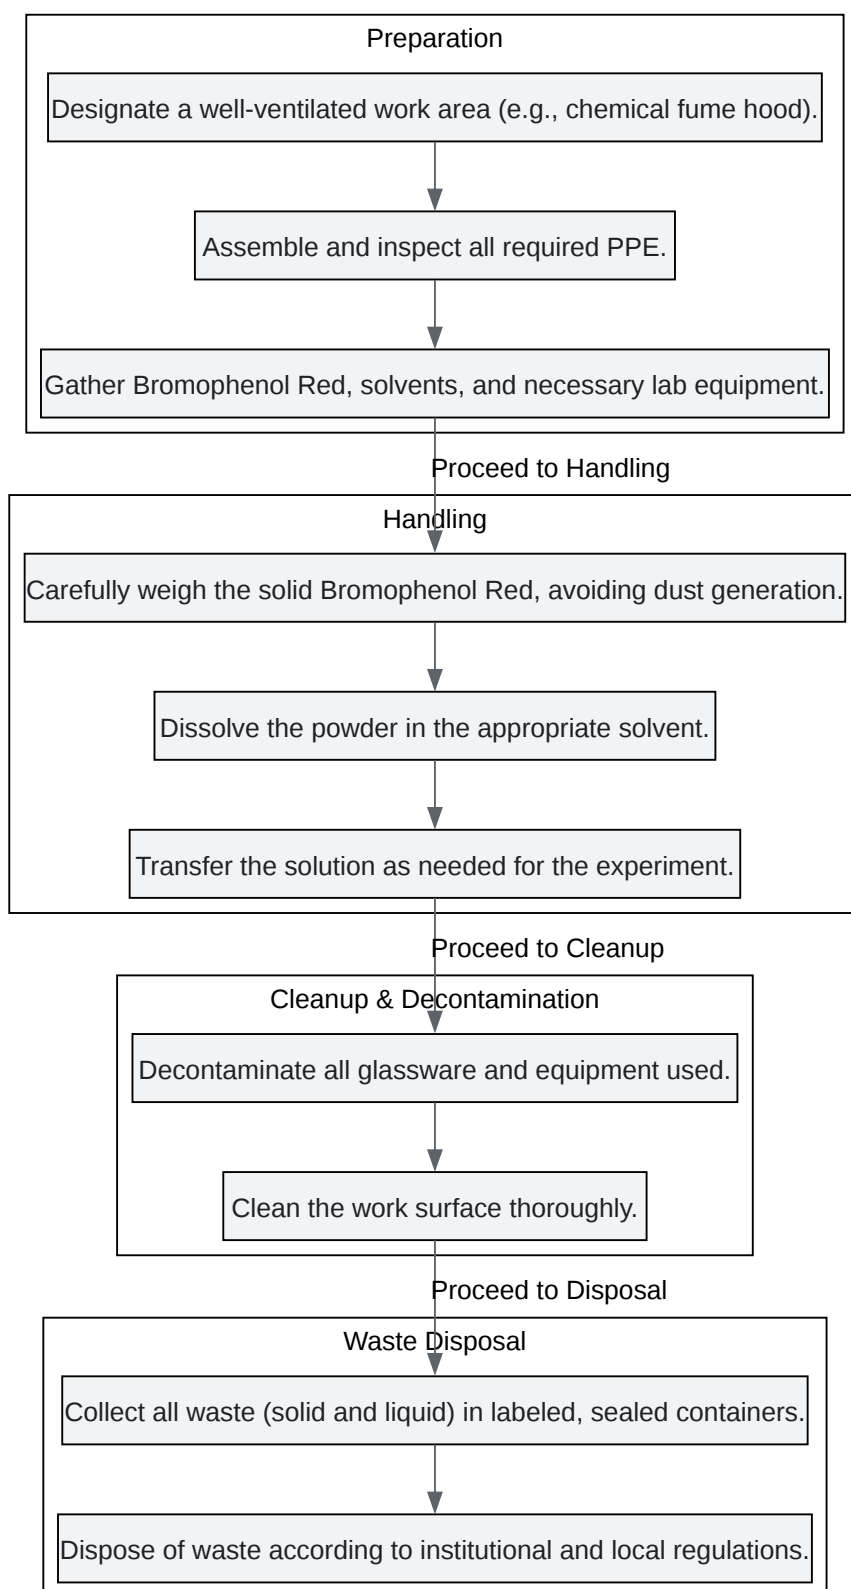 Preparation
Designate a well-ventilated work area (e.g., chemical fume hood).
Assemble and inspect all required PPE.
Gather Bromophenol Red, solvents, and necessary lab equipment.
Proceed to Handling
Handling
Carefully weigh the solid Bromophenol Red, avoiding dust generation.
Dissolve the powder in the appropriate solvent.
Transfer the solution as needed for the experiment.
Proceed to Cleanup
Cleanup & Decontamination
Decontaminate all glassware and equipment used.
Clean the work surface thoroughly.
Proceed to Disposal
Waste Disposal
Collect all waste (solid and liquid) in labeled, sealed containers.
Dispose of waste according to institutional and local regulations.